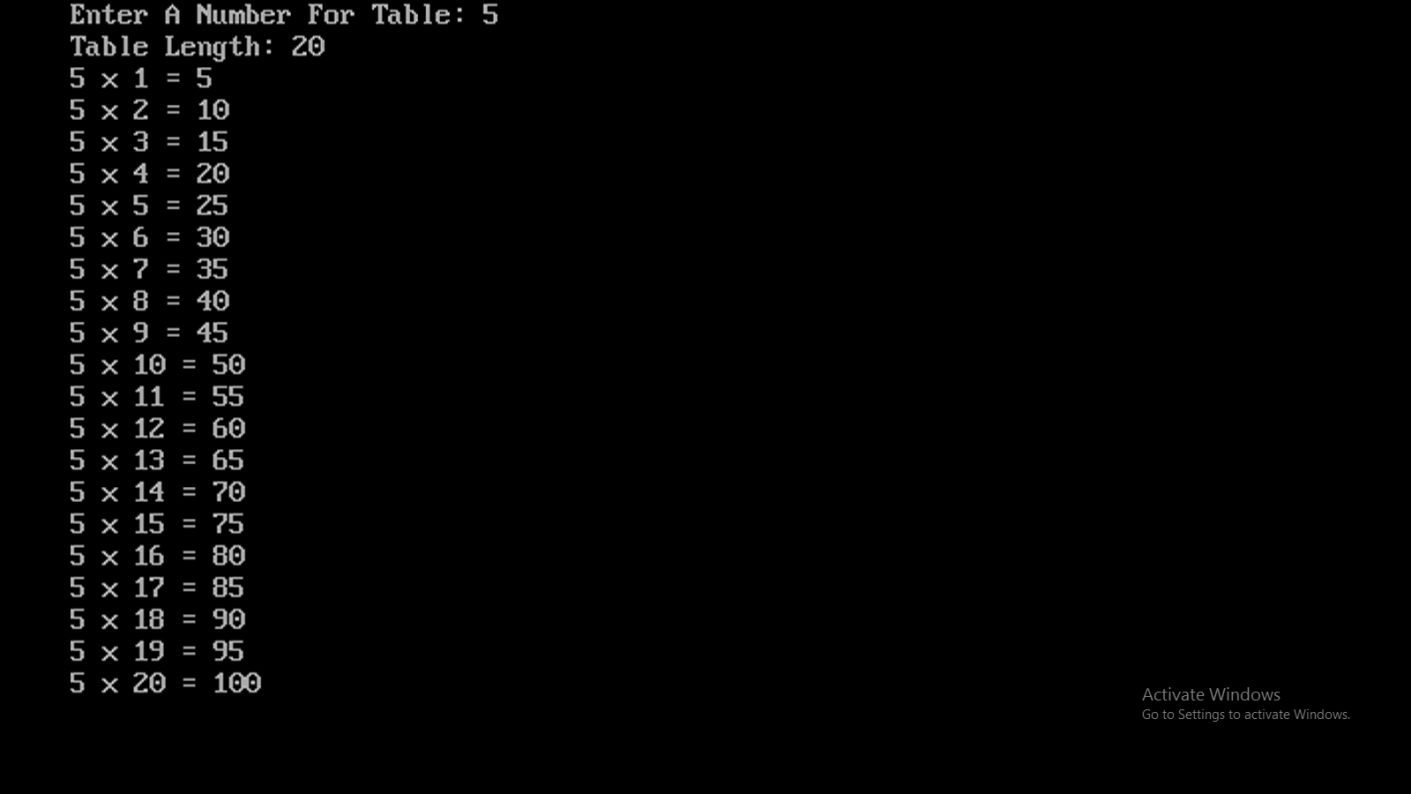 Enter A Number For Table: 5
Table Length: 20
5 x 1 = 5
5 x 2 = 10
5 x 3 = 15
5 x 4 = 20
5 x 5 = 25
5 x 6 = 30
5 x 7 = 35
5 x 8 = 40
5 x 9 = 45
5 x 10 = 50
5 x 11 = 55
5 x 12 = 60
5 x 13 = 65
5 x 14 = 70
5 x 15 = 75
5 x 16 = 80
5 x 17 = 85
5 x 18 = 90
5 x 19 = 95
5 x 20 = 100
Activate Windows
Go to Settings to activate Windows.